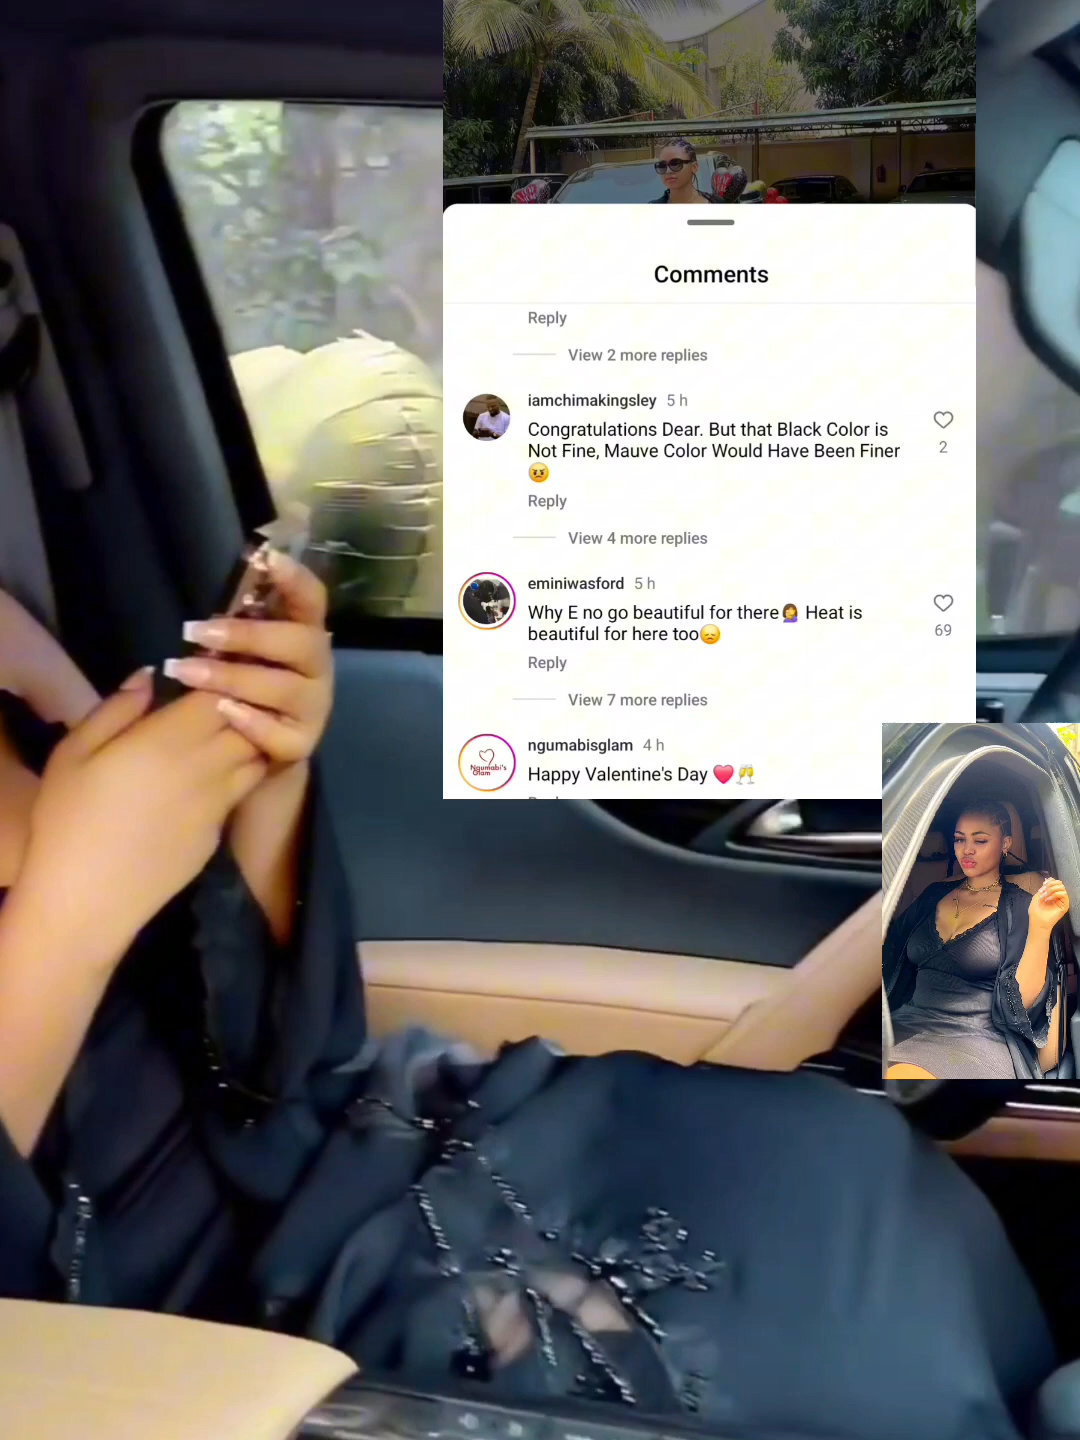 Comments
Reply
View 2 more replies
iamchimakingsley 5 h
Congratulations Dear. But that Black Color is
Not Fine, Mauve Color Would Have Been Finer
😠
2
Reply
View 4 more replies
eminiwasford 5 h
Why E no go beautiful for there🤦‍♀️ Heat is
beautiful for here too😞
69
Reply
View 7 more replies
ngumabisglam 4 h
Happy Valentine's Day ❤️🥂
Ngumabi's
Glam